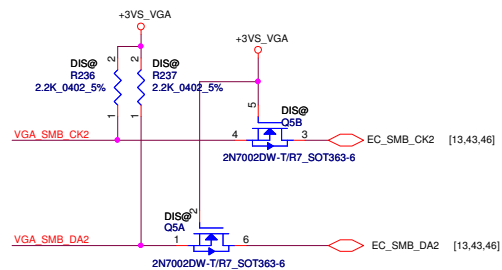 +3VS_VGA
+3VS_VGA
DIS@
R236
2.2K_0402_5%
DIS@
R237
2.2K_0402_5%
2
2
1
1
DIS@
Q5B
5
VGA_SMB_CK2
4
3
EC_SMB_CK2
[13,43,46]
2N7002DW-T/R7_SOT363-6
DIS@
Q5A
2
VGA_SMB_DA2
1
6
EC_SMB_DA2
[13,43,46]
2N7002DW-T/R7_SOT363-6